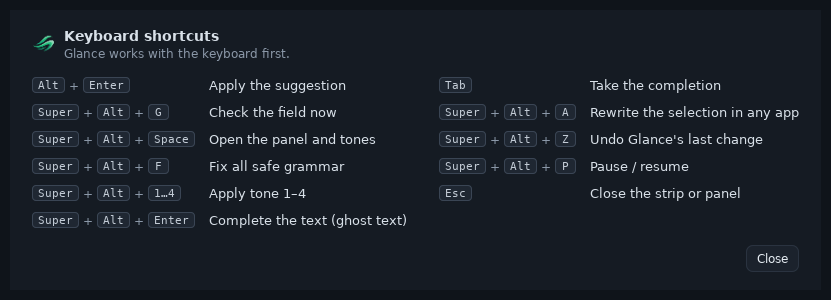 Keyboard shortcuts
Glance works with the keyboard first.
Alt + Enter Apply the suggestion
Super + Alt + G Check the field now
Super + Alt + Space Open the panel and tones
Super + Alt + F Fix all safe grammar
Super + Alt + 1…4 Apply tone 1–4
Super + Alt + Enter Complete the text (ghost text)
Tab Take the completion
Super + Alt + A Rewrite the selection in any app
Super + Alt + Z Undo Glance's last change
Super + Alt + P Pause / resume
Esc Close the strip or panel
Close